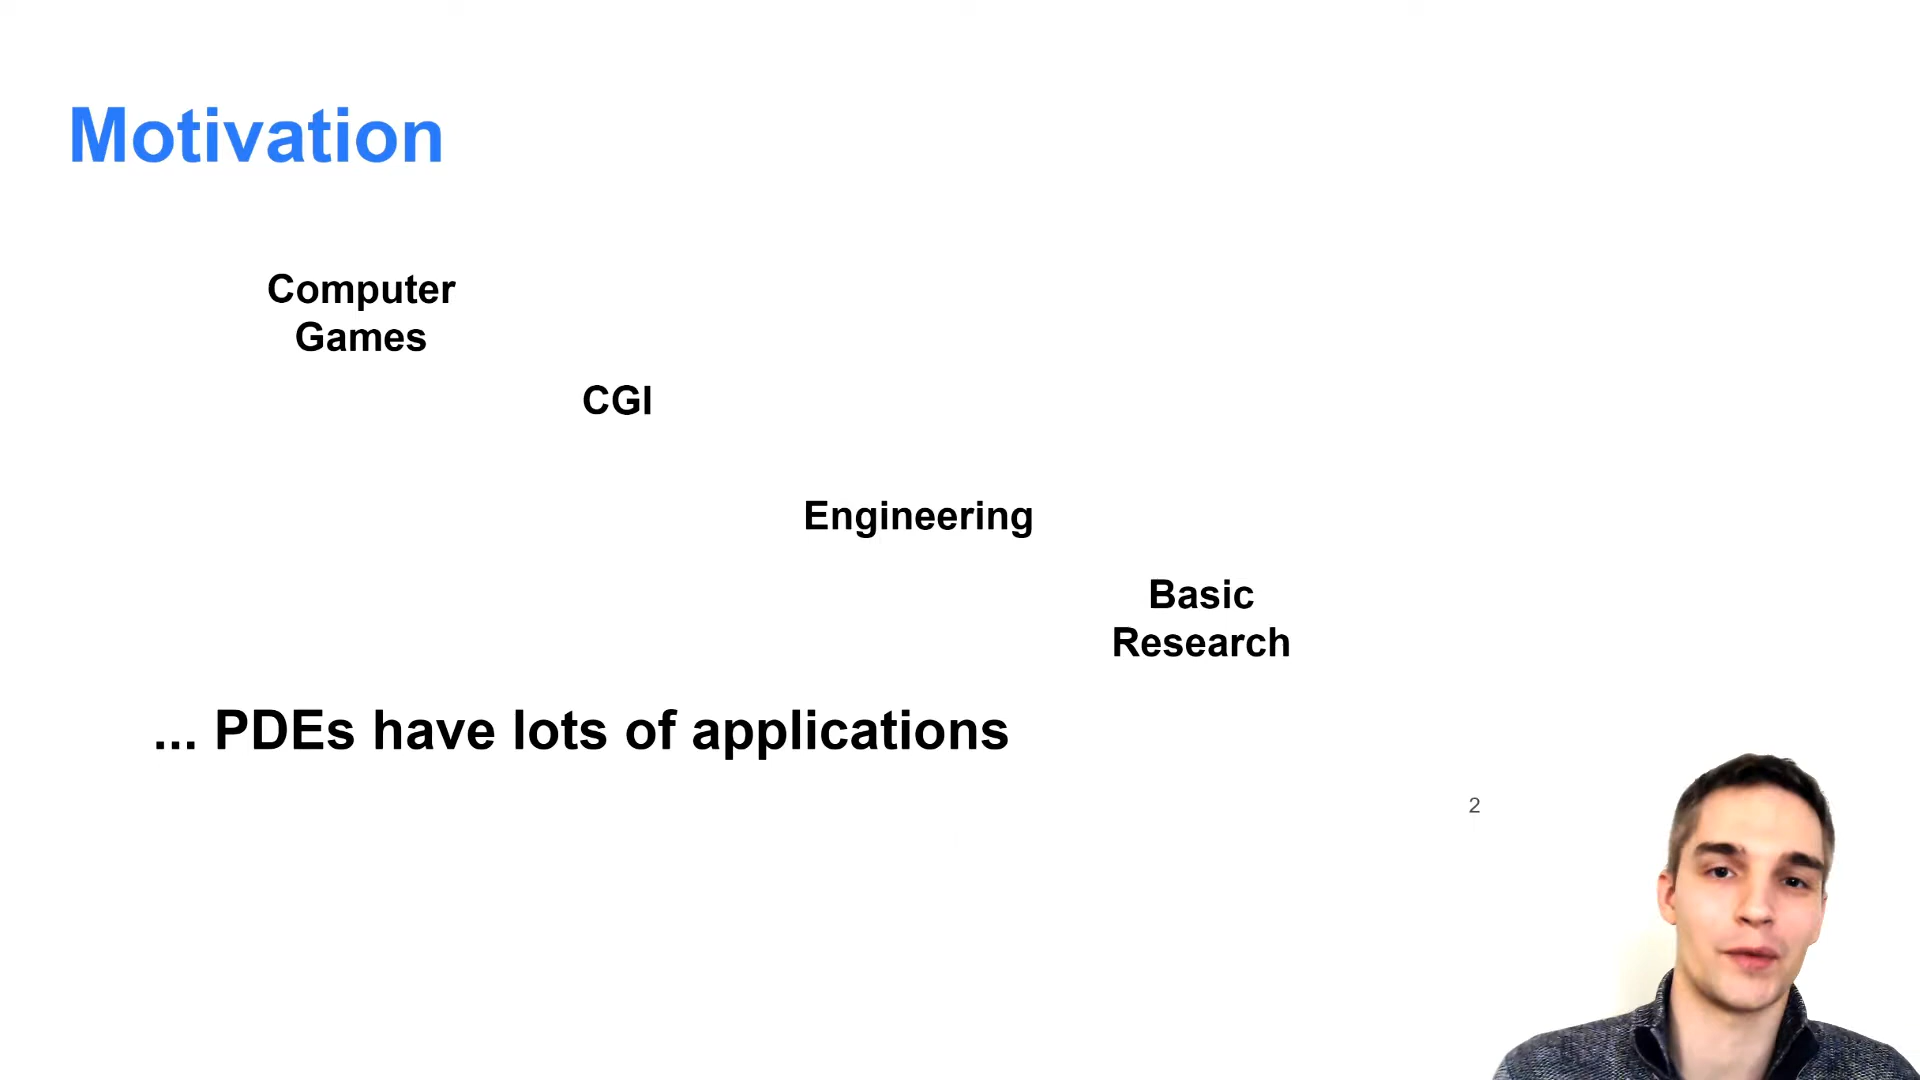 Motivation
Computer
Games
CGI
Engineering
Basic
Research
... PDEs have lots of applications
2